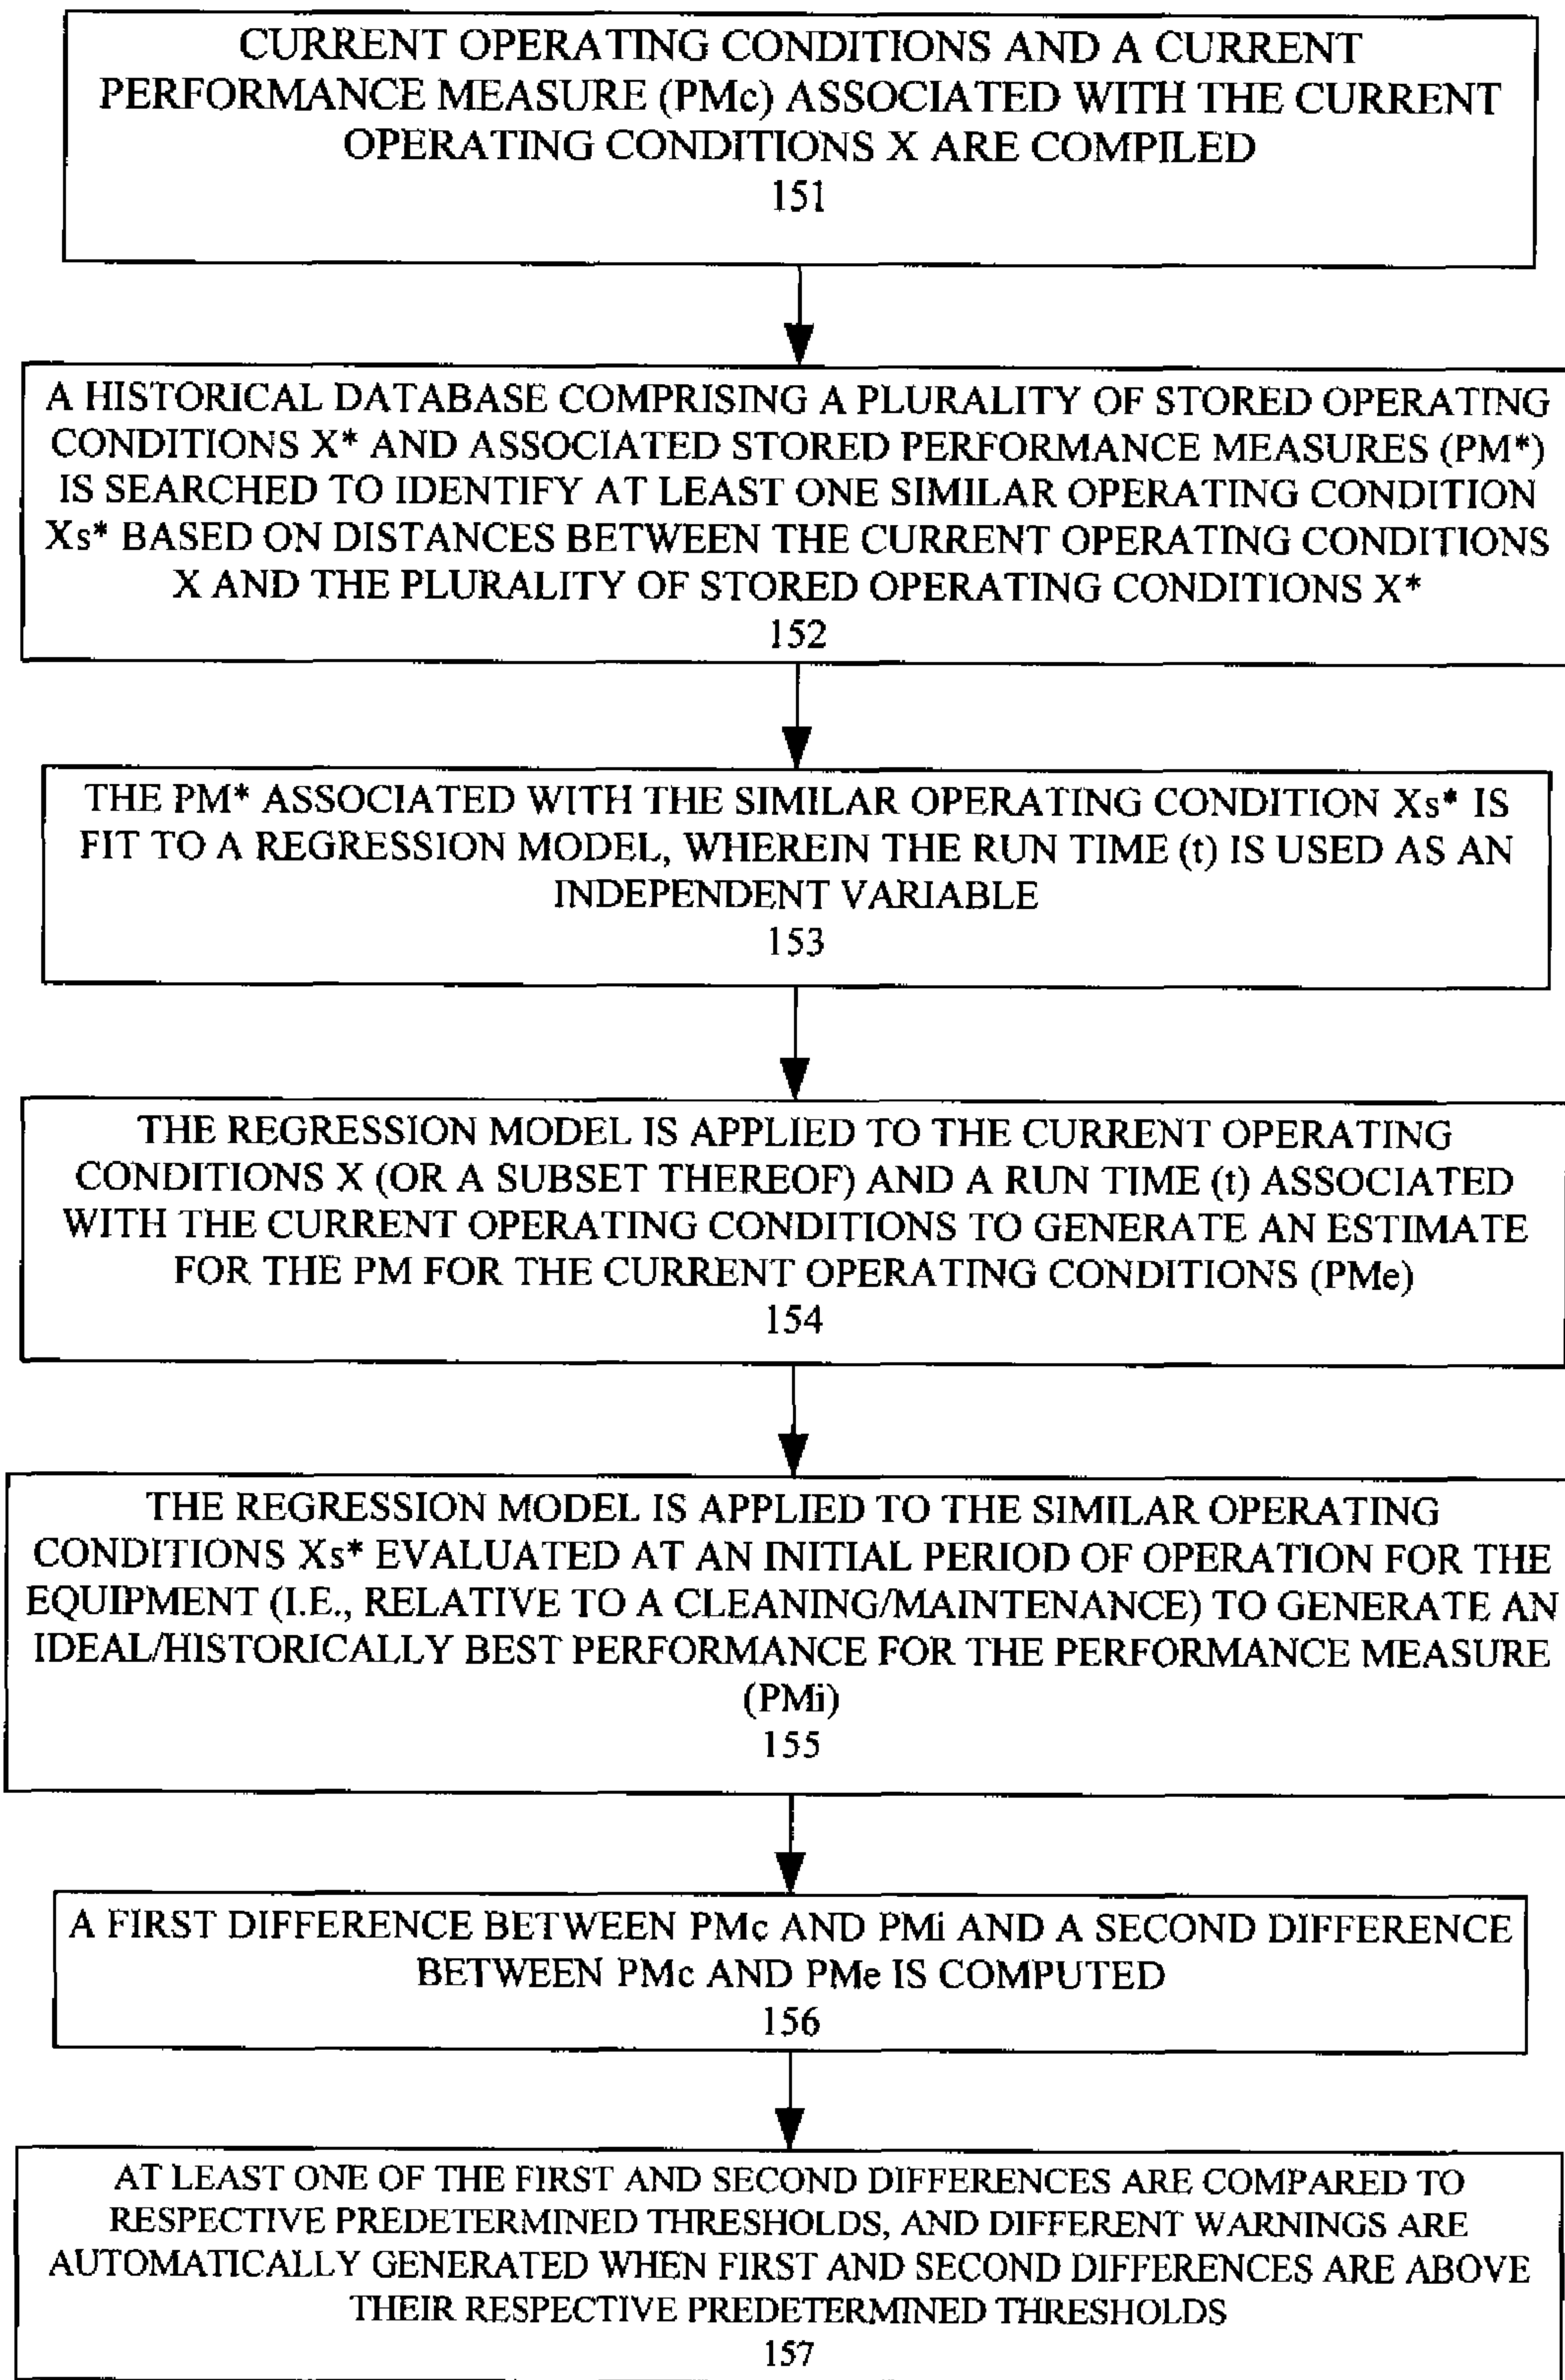 CURRENT OPERATING CONDITIONS AND A CURRENT
PERFORMANCE MEASURE (PMc) ASSOCIATED WITH THE CURRENT
OPERATING CONDITIONS X ARE COMPILED
151
A HISTORICAL DATABASE COMPRISING A PLURALITY OF STORED OPERATING
CONDITIONS X* AND ASSOCIATED STORED PERFORMANCE MEASURES (PM*)
IS SEARCHED TO IDENTIFY AT LEAST ONE SIMILAR OPERATING CONDITION
Xs* BASED ON DISTANCES BETWEEN THE CURRENT OPERATING CONDITIONS
X AND THE PLURALITY OF STORED OPERATING CONDITIONS X*
152
THE PM* ASSOCIATED WITH THE SIMILAR OPERATING CONDITION Xs* IS
FIT TO A REGRESSION MODEL, WHEREIN THE RUN TIME (t) IS USED AS AN
INDEPENDENT VARIABLE
153
THE REGRESSION MODEL IS APPLIED TO THE CURRENT OPERATING
CONDITIONS X (OR A SUBSET THEREOF) AND A RUN TIME (t) ASSOCIATED
WITH THE CURRENT OPERATING CONDITIONS TO GENERATE AN ESTIMATE
FOR THE PM FOR THE CURRENT OPERATING CONDITIONS (PMe)
154
THE REGRESSION MODEL IS APPLIED TO THE SIMILAR OPERATING
CONDITIONS Xs* EVALUATED AT AN INITIAL PERIOD OF OPERATION FOR THE
EQUIPMENT (I.E., RELATIVE TO A CLEANING/MAINTENANCE) TO GENERATE AN
IDEAL/HISTORICALLY BEST PERFORMANCE FOR THE PERFORMANCE MEASURE
(PMi)
155
A FIRST DIFFERENCE BETWEEN PMc AND PMi AND A SECOND DIFFERENCE
BETWEEN PMc AND PMe IS COMPUTED
156
AT LEAST ONE OF THE FIRST AND SECOND DIFFERENCES ARE COMPARED TO
RESPECTIVE PREDETERMINED THRESHOLDS, AND DIFFERENT WARNINGS ARE
AUTOMATICALLY GENERATED WHEN FIRST AND SECOND DIFFERENCES ARE ABOVE
THEIR RESPECTIVE PREDETERMINED THRESHOLDS
157